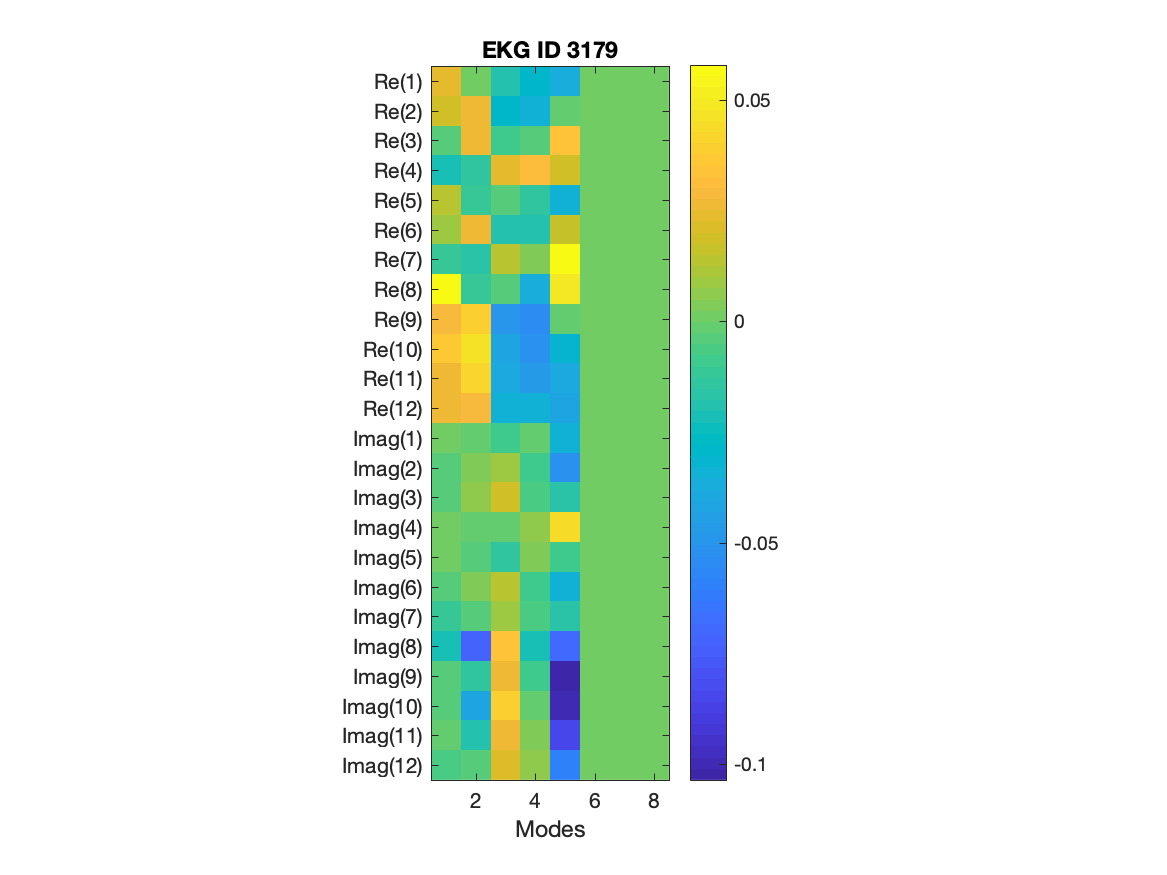 EKG ID 3179
Re(1)
Re(2)
Re(3)
Re(4)
Re(5)
Re(6)
Re(7)
Re(8)
Re(9)
Re(10)
Re(11)
Re(12)
Imag(1)
Imag(2)
Imag(3)
Imag(4)
Imag(5)
Imag(6)
Imag(7)
Imag(8)
Imag(9)
Imag(10)
Imag(11)
Imag(12)
2 4 6 8
Modes
0.05
0
-0.05
-0.1